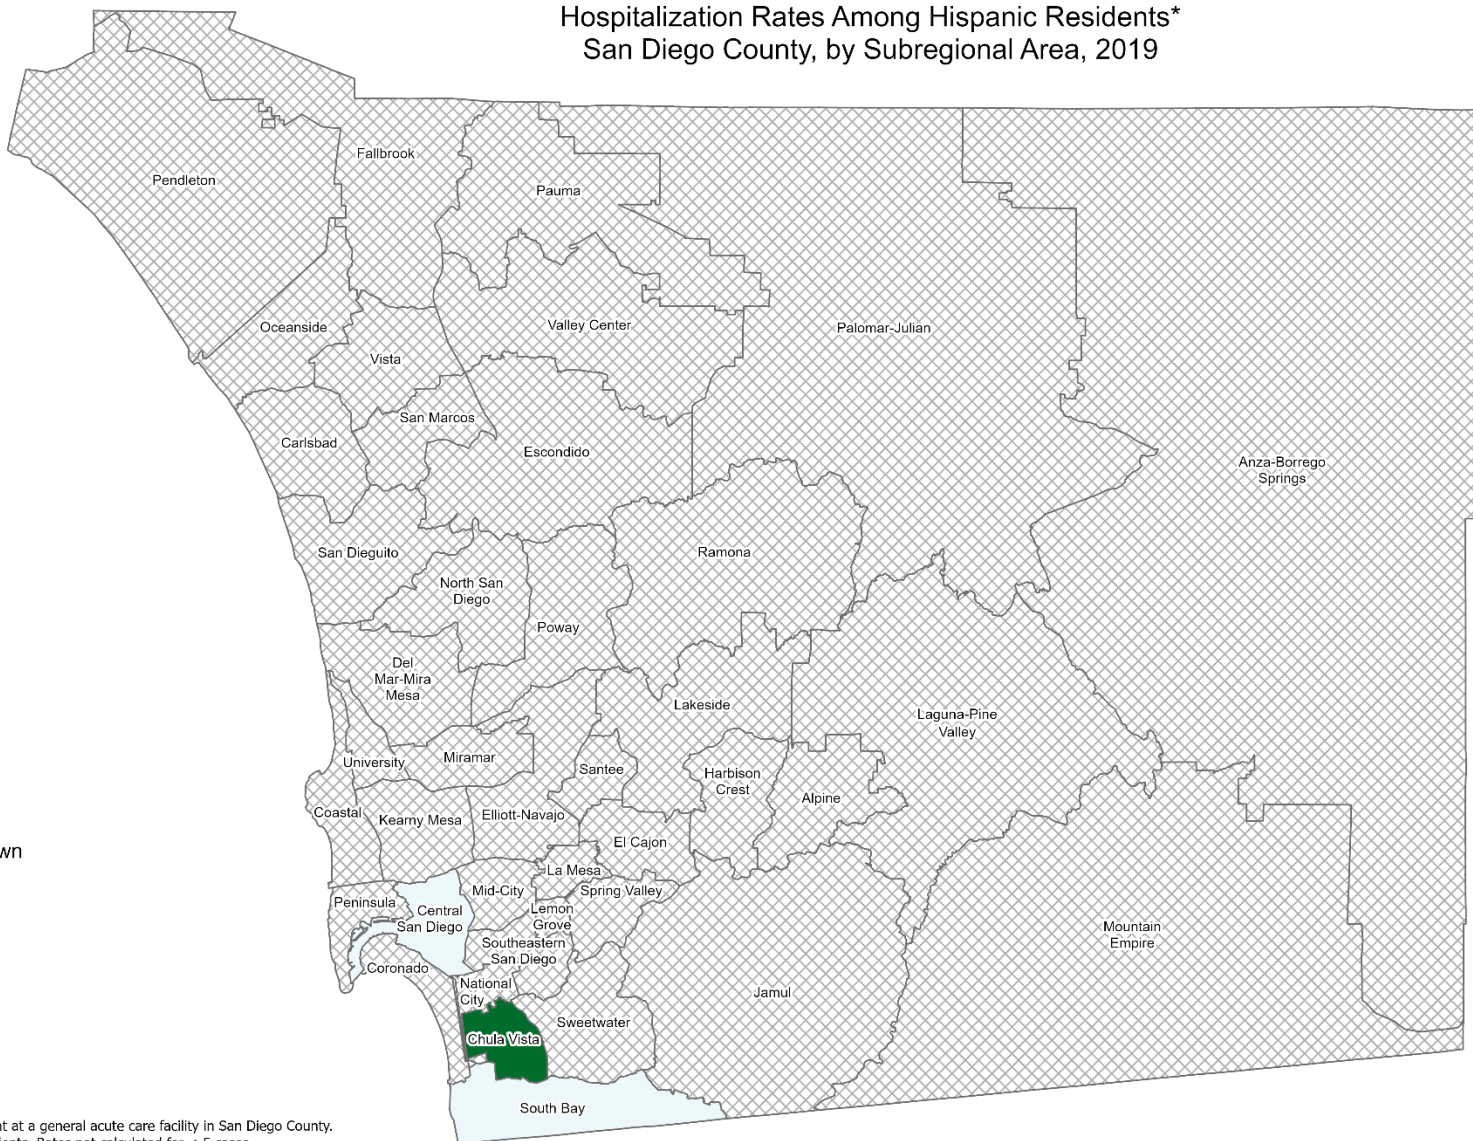 Hospitalization Rates Among Hispanic Residents*
San Diego County, by Subregional Area, 2019
Fallbrook
Pendleton
Pauma
Oceanside
Valley Center
Palomar-Julian
Vista
San Marcos
Carlsbad
Escondido
Anza-Borrego
Springs
San Dieguito
Ramona
North San
Diego
Poway
Del
Mar-Mira
Mesa
Lakeside
Laguna-Pine
Valley
University
Miramar
Santee
Harbison
Crest
Alpine
Coastal
Kearny Mesa
Elliott-Navajo
El Cajon
wn
La Mesa
Mid-City
Spring Valley
Peninsula
Central
San Diego
Lemon
Grove
Mountain
Empire
Southeastern
San Diego
Coronado
National
City
Jamul
Sweetwater
Chula Vista
South Bay
nt at a general acute care facility in San Diego County.